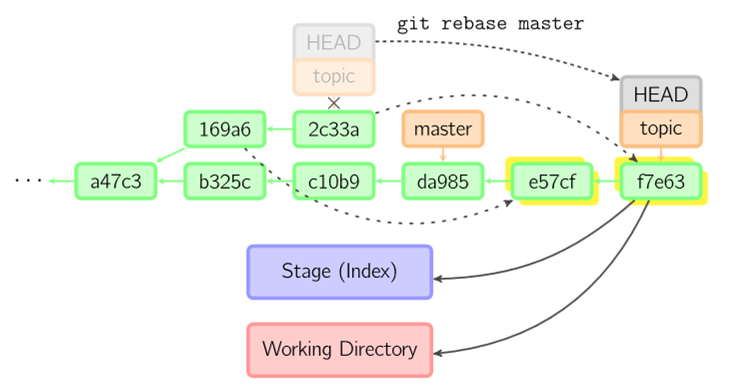 git rebase master
HEAD
topic
HEAD
topic
169a6
2c33a
master
...
a47c3
b325c
c10b9
da985
e57cf
f7e63
Stage (Index)
Working Directory